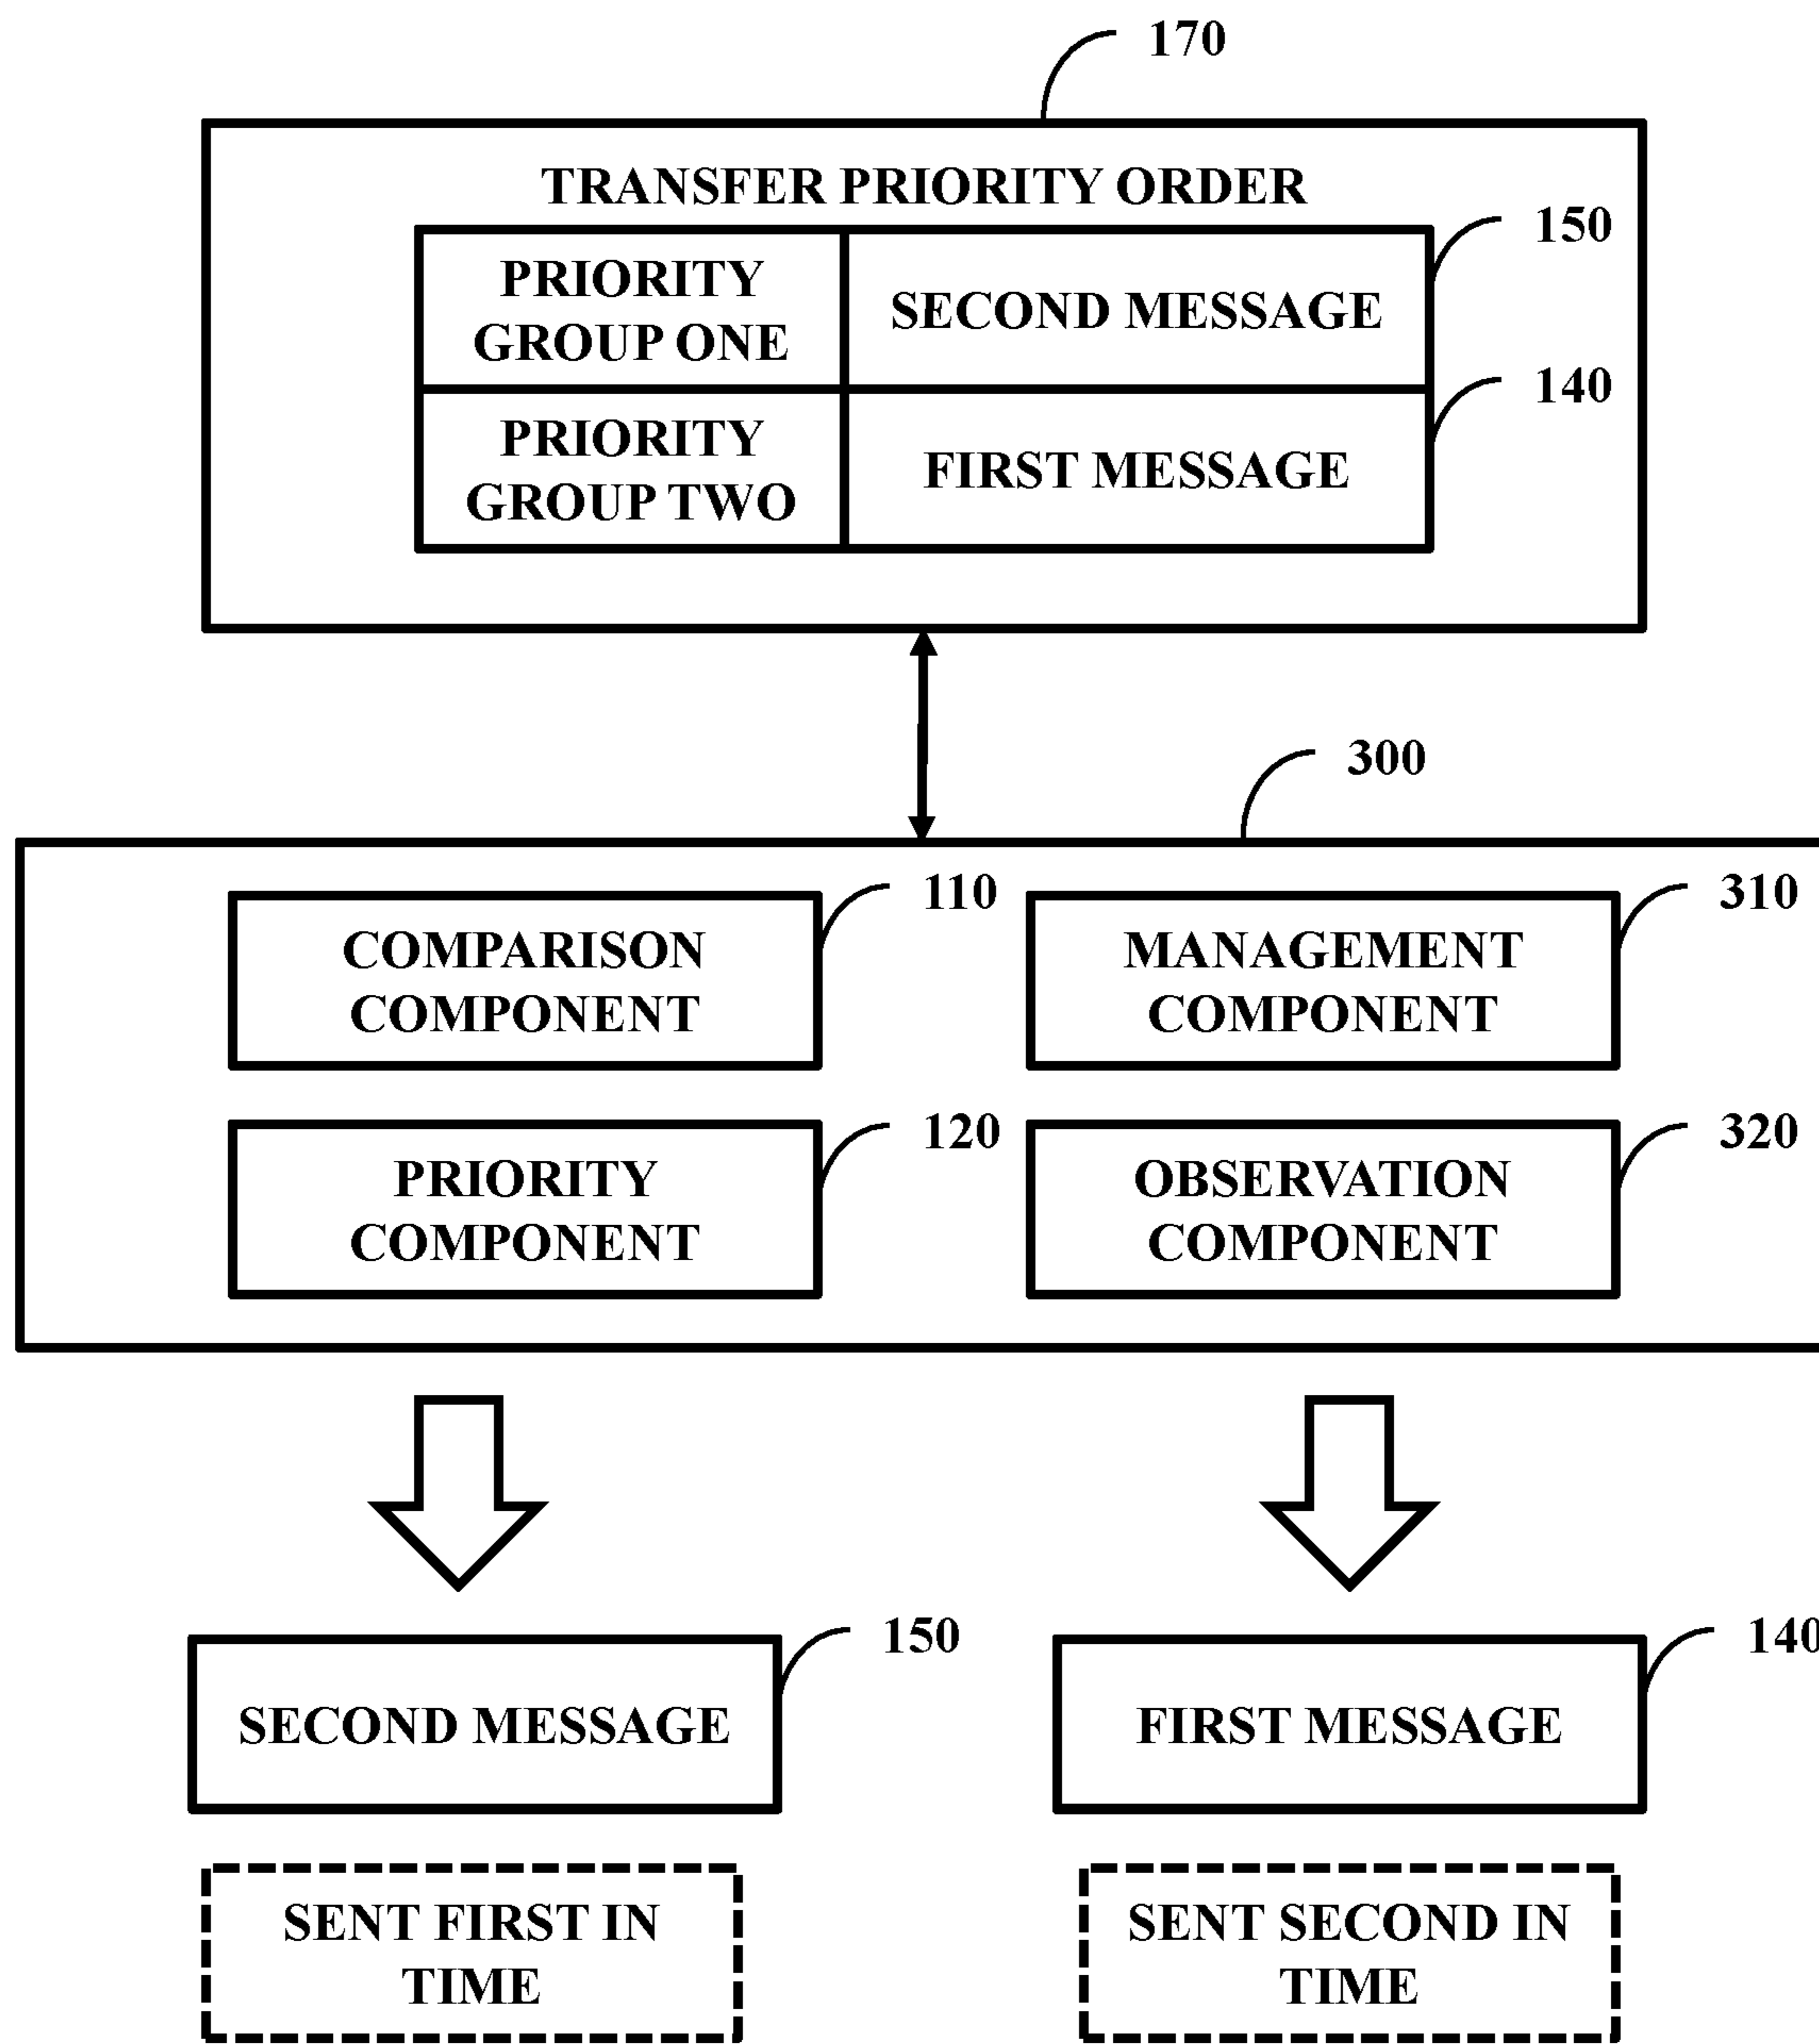 170
TRANSFER PRIORITY ORDER
150
PRIORITY
GROUP ONE
SECOND MESSAGE
140
PRIORITY
GROUP TWO
FIRST MESSAGE
300
110
COMPARISON
COMPONENT
310
MANAGEMENT
COMPONENT
120
PRIORITY
COMPONENT
320
OBSERVATION
COMPONENT
150
SECOND MESSAGE
140
FIRST MESSAGE
SENT FIRST IN
TIME
SENT SECOND IN
TIME